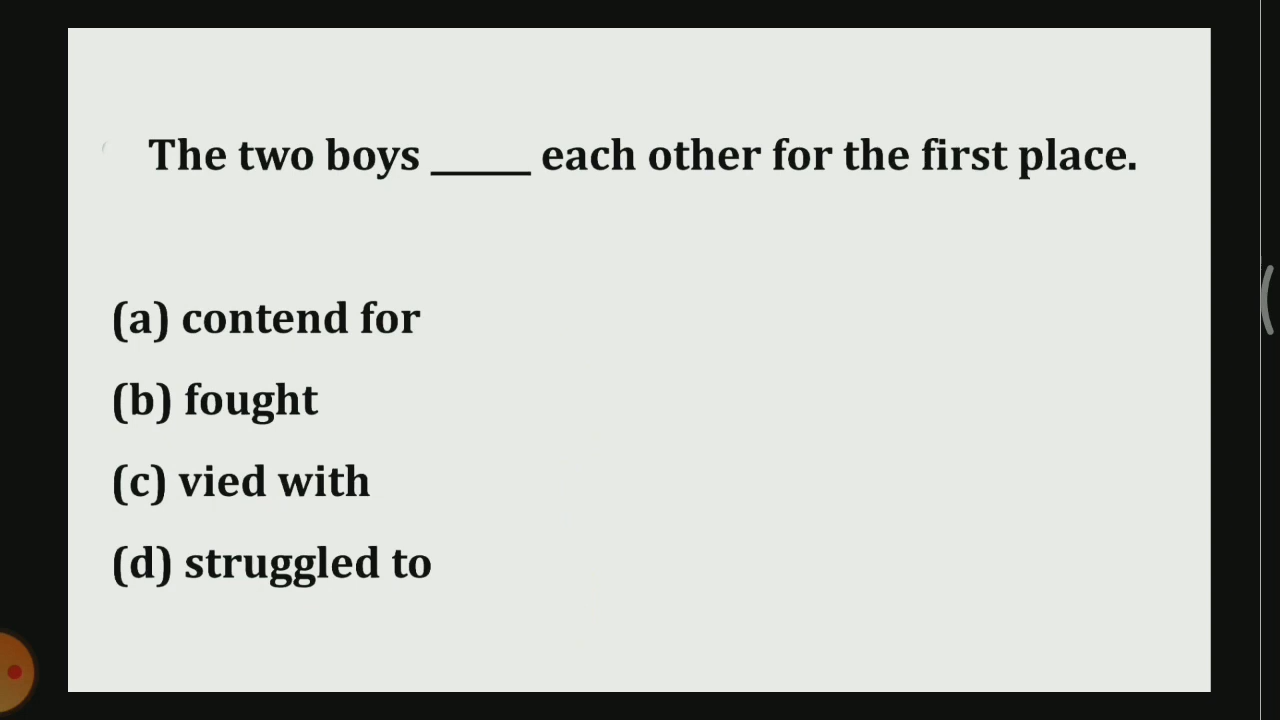 The two boys _____ each other for the first place.
(a) contend for
(b) fought
(c) vied with
(d) struggled to